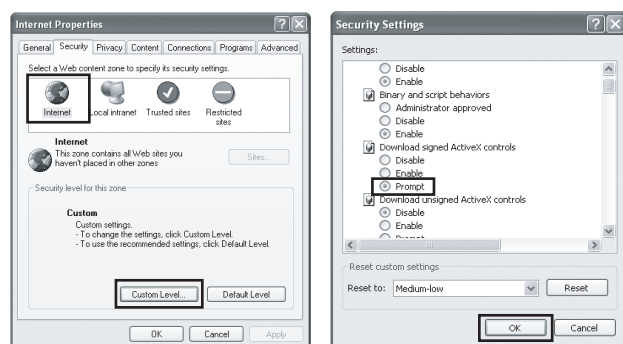 Internet Properties
General Security Privacy Content Connections Programs Advanced
Select a Web content zone to specify its security settings.
Internet Local intranet Trusted sites Restricted
sites
Internet
This zone contains all Web sites you
haven't placed in other zones
Sites...
Security level for this zone
Custom
Custom settings.
- To change the settings, click Custom Level.
- To use the recommended settings, click Default Level.
Custom Level... Default Level
OK Cancel Apply
Security Settings
Settings:
Disable
Enable
Binary and script behaviors
Administrator approved
Disable
Enable
Download signed ActiveX controls
Disable
Enable
Prompt
Download unsigned ActiveX controls
Disable
Enable
Prompt
Reset custom settings
Reset to: Medium-low Reset
OK Cancel